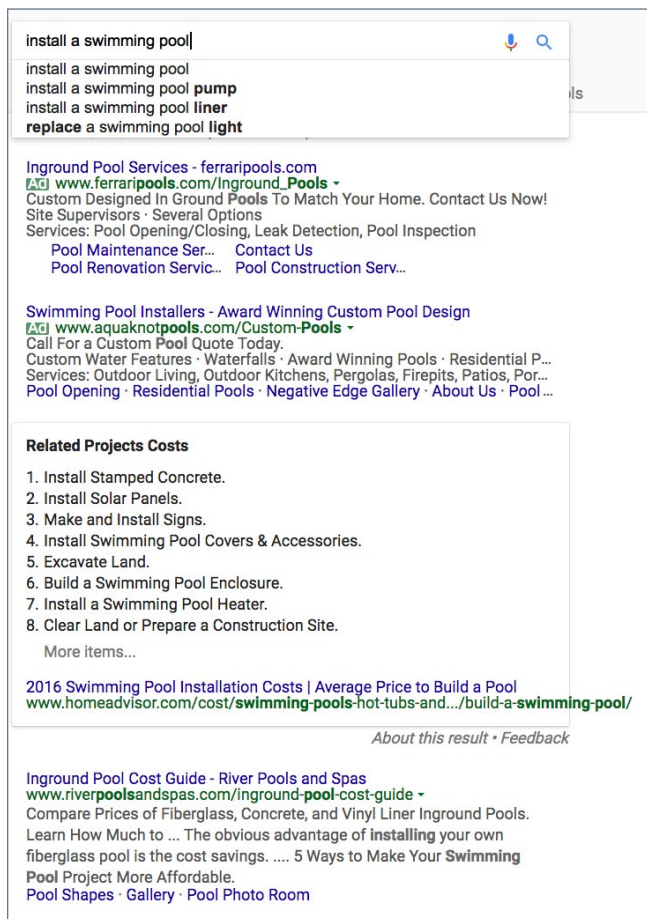 install a swimming pool
install a swimming pool
install a swimming pool pump
install a swimming pool liner
replace a swimming pool light
Inground Pool Services - ferraripools.com
Ad www.ferraripools.com/Inground_Pools
Custom Designed In Ground Pools To Match Your Home. Contact Us Now!
Site Supervisors · Several Options
Services: Pool Opening/Closing, Leak Detection, Pool Inspection
Pool Maintenance Ser... Contact Us
Pool Renovation Servic... Pool Construction Serv...
Swimming Pool Installers - Award Winning Custom Pool Design
Ad www.aquaknotpools.com/Custom-Pools
Call For a Custom Pool Quote Today.
Custom Water Features · Waterfalls · Award Winning Pools · Residential P...
Services: Outdoor Living, Outdoor Kitchens, Pergolas, Firepits, Patios, Por...
Pool Opening · Residential Pools · Negative Edge Gallery · About Us · Pool ...
Related Projects Costs
1. Install Stamped Concrete.
2. Install Solar Panels.
3. Make and Install Signs.
4. Install Swimming Pool Covers & Accessories.
5. Excavate Land.
6. Build a Swimming Pool Enclosure.
7. Install a Swimming Pool Heater.
8. Clear Land or Prepare a Construction Site.
More items...
2016 Swimming Pool Installation Costs | Average Price to Build a Pool
www.homeadvisor.com/cost/swimming-pools-hot-tubs-and.../build-a-swimming-pool/
About this result • Feedback
Inground Pool Cost Guide - River Pools and Spas
www.riverpoolsandspas.com/inground-pool-cost-guide
Compare Prices of Fiberglass, Concrete, and Vinyl Liner Inground Pools.
Learn How Much to ... The obvious advantage of installing your own
fiberglass pool is the cost savings. .... 5 Ways to Make Your Swimming
Pool Project More Affordable.
Pool Shapes · Gallery · Pool Photo Room